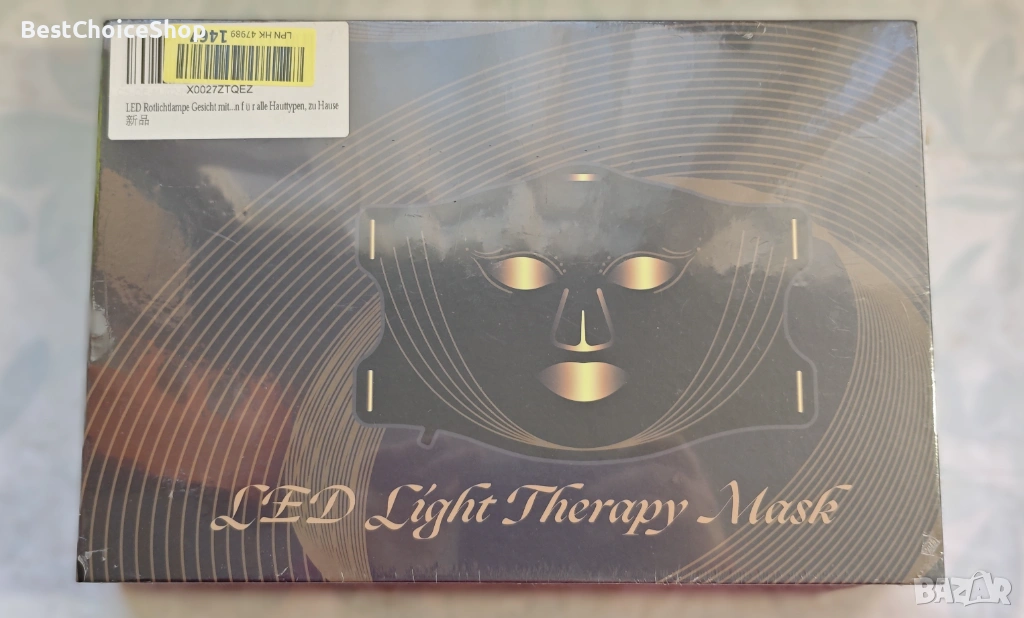 BestChoiceShop
LPN HK 47989
146
X0027ZTQEZ
LED Rotlichtlampe Gesicht mit...n f ü r alle Hauttypen, zu Hause
新品
LED Light Therapy Mask
BAZAR